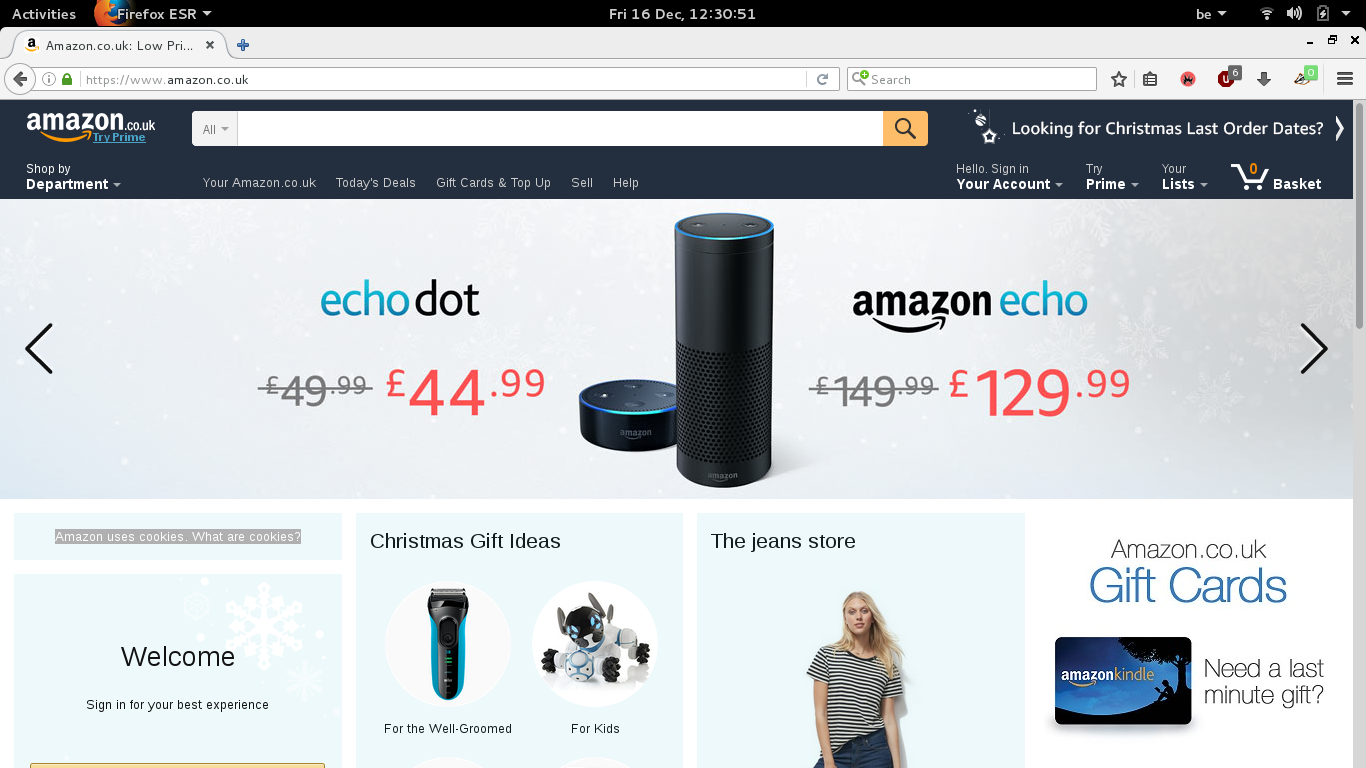 Activities
Firefox ESR
Fri 16 Dec, 12:30:51
be
Amazon.co.uk: Low Pri...
https://www.amazon.co.uk
Search
6
0
amazon.co.uk
Try Prime
All
Looking for Christmas Last Order Dates?
Shop by
Department
Your Amazon.co.uk
Today's Deals
Gift Cards & Top Up
Sell
Help
Hello. Sign in
Your Account
Try
Prime
Your
Lists
0
Basket
echo dot
£49.99 £44.99
amazon
amazon
amazon echo
£149.99 £129.99
Amazon uses cookies. What are cookies?
Welcome
Sign in for your best experience
Christmas Gift Ideas
For the Well-Groomed
For Kids
The jeans store
Amazon.co.uk
Gift Cards
amazonkindle
Need a last
minute gift?